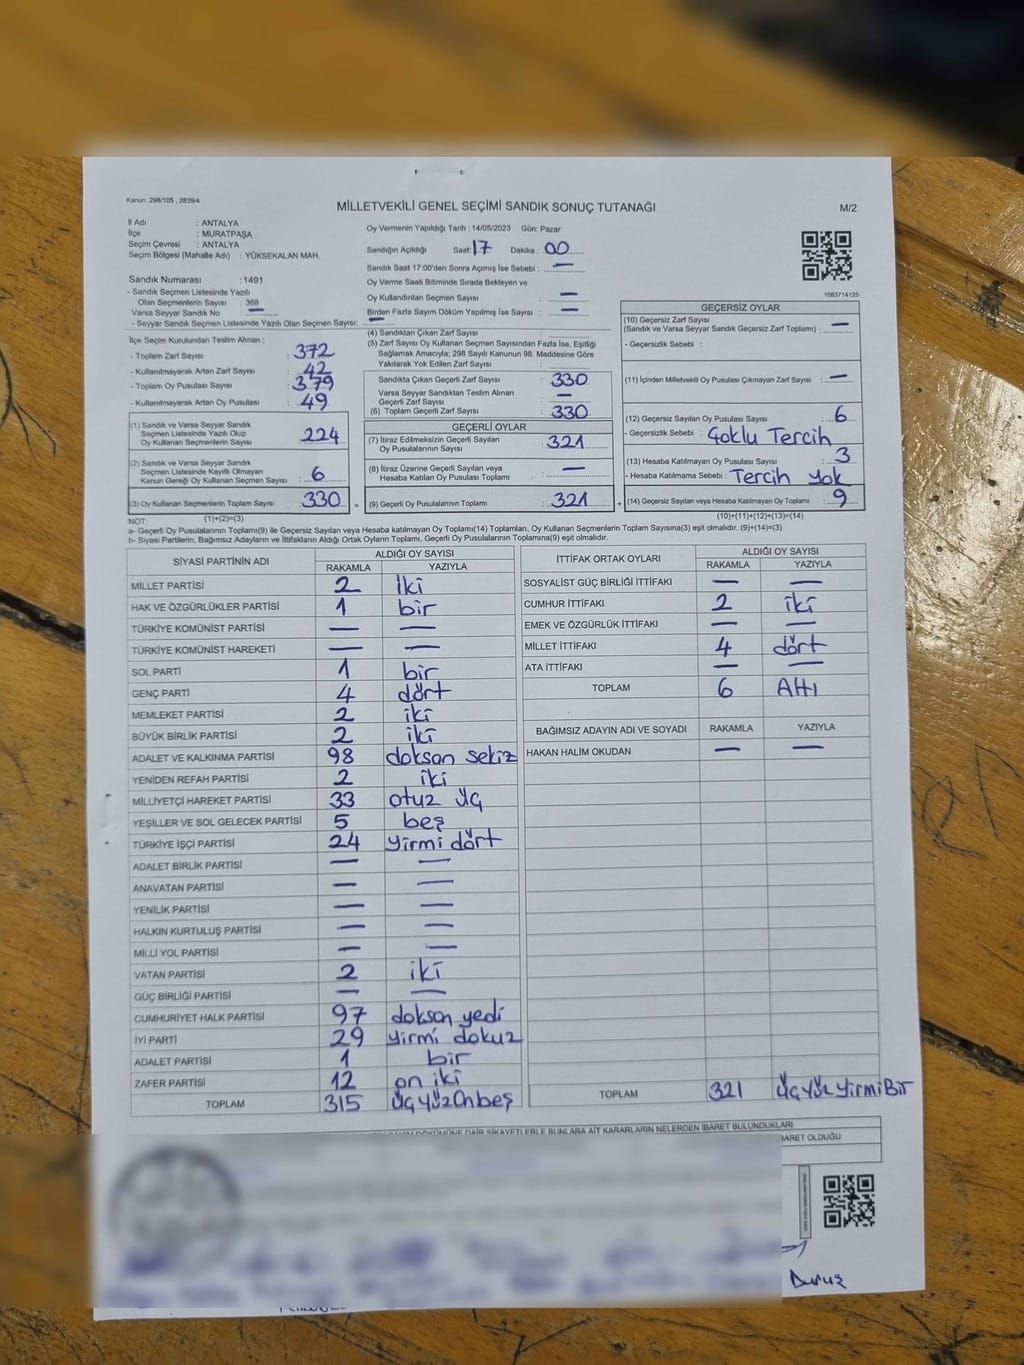 Kanun: 298/105 , 2839/4
MİLLETVEKİLİ GENEL SEÇİMİ SANDIK SONUÇ TUTANAĞI
M/2
İl Adı : ANTALYA
İlçe : MURATPAŞA
Seçim Çevresi : ANTALYA
Seçim Bölgesi (Mahalle Adı) : YÜKSEKALAN MAH.
Oy Vermenin Yapıldığı Tarih : 14/05/2023 Gün: Pazar
Sandığın Açıldığı Saat: 17 Dakika : 00
Sandık Saat 17:00'den Sonra Açımış İse Sebebi : —
Oy Verme Saati Bitiminde Sırada Bekleyen ve
Oy Kullandırılan Seçmen Sayısı : —
Birden Fazla Sayım Döküm Yapılmış İse Sayısı : —
1083714125
Sandık Numarası : 1491
- Sandık Seçmen Listesinde Yazılı
Olan Seçmenlerin Sayısı : 368
Varsa Seyyar Sandık No —
- Seyyar Sandık Seçmen Listesinde Yazılı Olan Seçmen Sayısı: —
İlçe Seçim Kurulundan Teslim Alınan ;
- Toplam Zarf Sayısı : 372
- Kullanılmayarak Artan Zarf Sayısı : 42
- Toplam Oy Pusulası Sayısı : 379
- Kullanılmayarak Artan Oy Pusulası : 49
(1) Sandık ve Varsa Seyyar Sandık
Seçmen Listesinde Yazılı Olup
Oy Kullanan Seçmenlerin Sayısı : 224
(2) Sandık ve Varsa Seyyar Sandık
Seçmen Listesinde Kayıtlı Olmayan
Kanun Gereği Oy Kullanan Seçmen Sayısı : 6
(3) Oy Kullanan Seçmenlerin Toplam Sayısı : 330
(1)+(2)=(3)
(4) Sandıktan Çıkan Zarf Sayısı :
(5) Zarf Sayısı Oy Kullanan Seçmen Sayısından Fazla İse, Eşitliği
Sağlamak Amacıyla; 298 Sayılı Kanunun 98. Maddesine Göre
Yakılarak Yok Edilen Zarf Sayısı :
Sandıkta Çıkan Geçerli Zarf Sayısı : 330
Varsa Seyyar Sandıktan Teslim Alınan
Geçerli Zarf Sayısı : —
(6) Toplam Geçerli Zarf Sayısı : 330
GEÇERLİ OYLAR
(7) İtiraz Edilmeksizin Geçerli Sayılan
Oy Pusulalarının Sayısı : 321
(8) İtiraz Üzerine Geçerli Sayılan veya
Hesaba Katılan Oy Pusulası Toplamı : —
= (9) Geçerli Oy Pusulalarının Toplamı : 321 +
GEÇERSİZ OYLAR
(10) Geçersiz Zarf Sayısı
(Sandık ve Varsa Seyyar Sandık Geçersiz Zarf Toplamı) : —
- Geçersizlik Sebebi :
(11) İçinden Milletvekili Oy Pusulası Çıkmayan Zarf Sayısı : —
(12) Geçersiz Sayılan Oy Pusulası Sayısı : 6
- Geçersizlik Sebebi : Çoklu Tercih
(13) Hesaba Katılmayan Oy Pusulası Sayısı : 3
- Hesaba Katılmama Sebebi : Tercih yok
(14) Geçersiz Sayılan veya Hesaba Katılmayan Oy Toplamı : 9
(10)+(11)+(12)+(13)=(14)
NOT:
a- Geçerli Oy Pusulalarının Toplamı(9) ile Geçersiz Sayılan veya Hesaba katılmayan Oy Toplamı(14) Toplamları, Oy Kullanan Seçmenlerin Toplam Sayısına(3) eşit olmalıdır. (9)+(14)=(3)
b- Siyasi Partilerin, Bağımsız Adayların ve İttifakların Aldığı Ortak Oyların Toplamı, Geçerli Oy Pusulalarının Toplamına(9) eşit olmalıdır.
SİYASİ PARTİNİN ADI ALDIĞI OY SAYISI
RAKAMLA YAZIYLA
MİLLET PARTİSİ 2 iki
HAK VE ÖZGÜRLÜKLER PARTİSİ 1 bir
TÜRKİYE KOMÜNİST PARTİSİ — —
TÜRKİYE KOMÜNİST HAREKETİ — —
SOL PARTİ 1 bir
GENÇ PARTİ 4 dört
MEMLEKET PARTİSİ 2 iki
BÜYÜK BİRLİK PARTİSİ 2 iki
ADALET VE KALKINMA PARTİSİ 98 doksan sekiz
YENİDEN REFAH PARTİSİ 2 iki
MİLLİYETÇİ HAREKET PARTİSİ 33 otuz üç
YEŞİLLER VE SOL GELECEK PARTİSİ 5 beş
TÜRKİYE İŞÇİ PARTİSİ 24 yirmi dört
ADALET BİRLİK PARTİSİ — —
ANAVATAN PARTİSİ — —
YENİLİK PARTİSİ — —
HALKIN KURTULUŞ PARTİSİ — —
MİLLİ YOL PARTİSİ — —
VATAN PARTİSİ 2 iki
GÜÇ BİRLİĞİ PARTİSİ — —
CUMHURİYET HALK PARTİSİ 97 doksan yedi
İYİ PARTİ 29 yirmi dokuz
ADALET PARTİSİ 1 bir
ZAFER PARTİSİ 12 on iki
TOPLAM 315 ÜçYüzOnbeş
İTTİFAK ORTAK OYLARI ALDIĞI OY SAYISI
RAKAMLA YAZIYLA
SOSYALİST GÜÇ BİRLİĞİ İTTİFAKI — —
CUMHUR İTTİFAKI 2 iki
EMEK VE ÖZGÜRLÜK İTTİFAKI — —
MİLLET İTTİFAKI 4 dört
ATA İTTİFAKI — —
TOPLAM 6 Altı
BAĞIMSIZ ADAYIN ADI VE SOYADI RAKAMLA YAZIYLA
HAKAN HALİM OKUDAN — —
TOPLAM 321 ÜçYüzYirmiBir
DÖKÜMÜNE DAİR ŞİKAYETLERLE BUNLARA AİT KARARLARIN NELERDEN İBARET BULUNDUKLARI
OLDUĞU